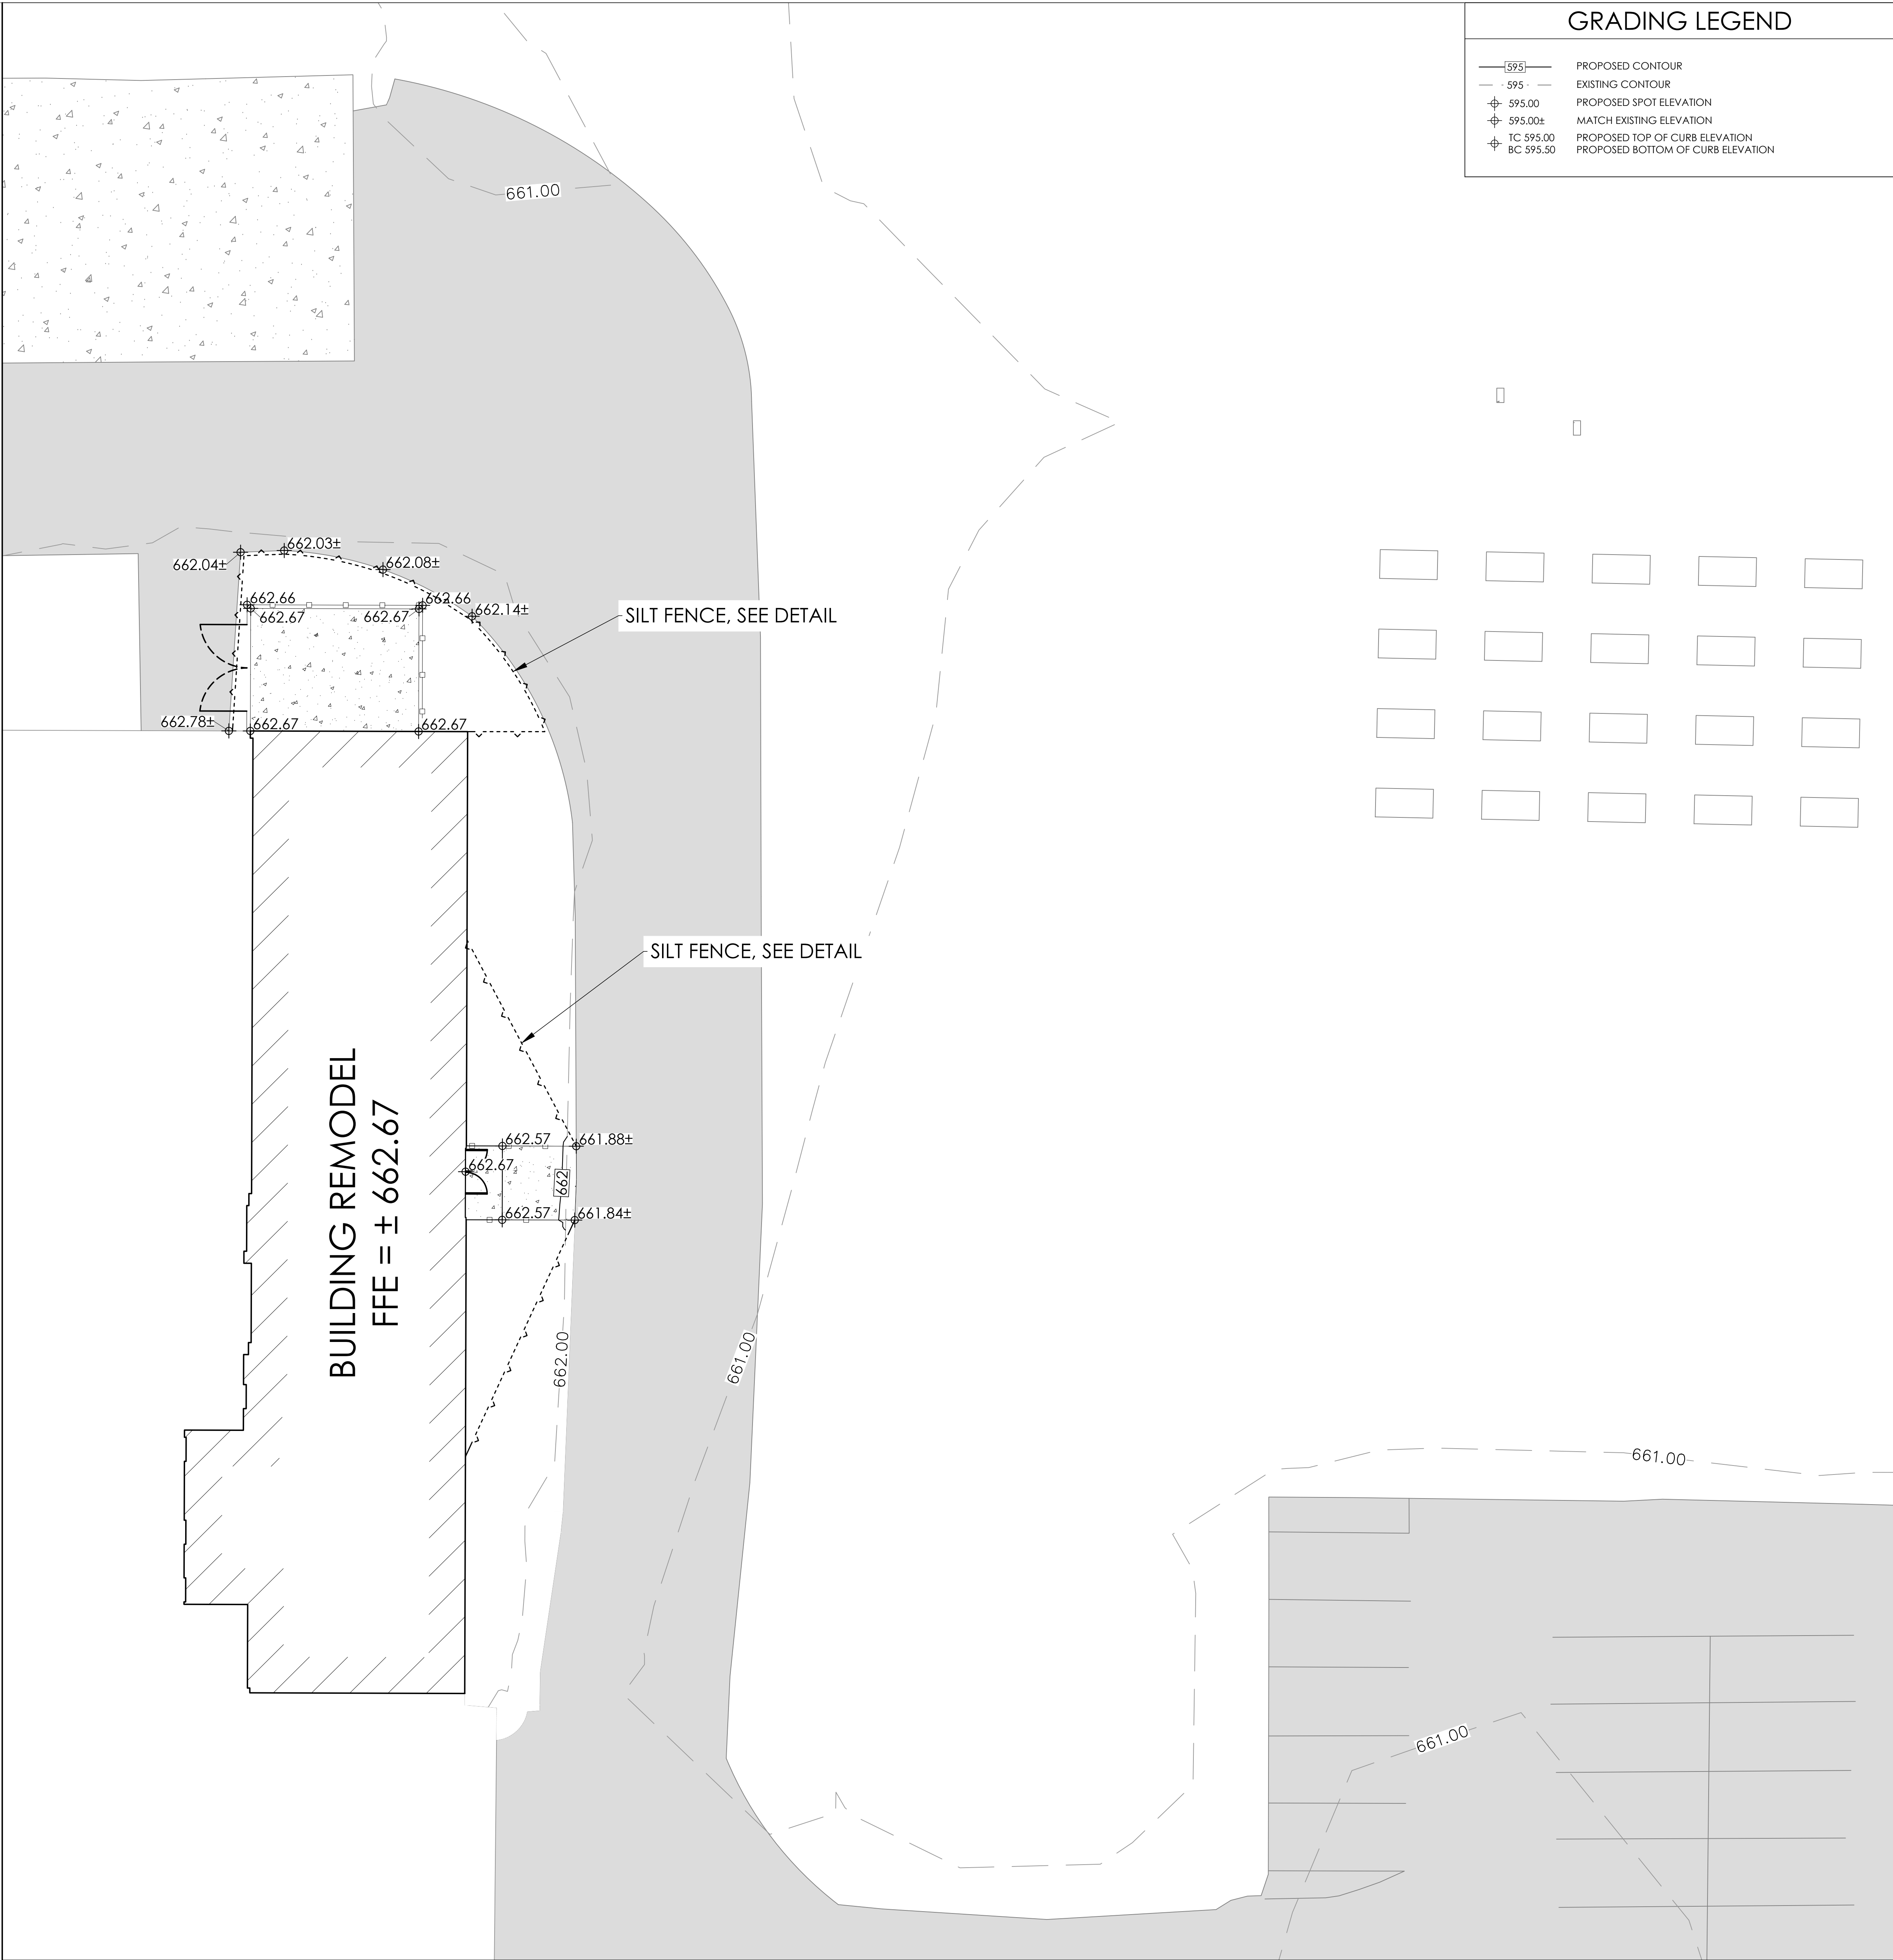 GRADING LEGEND
595 PROPOSED CONTOUR
595 EXISTING CONTOUR
595.00 PROPOSED SPOT ELEVATION
595.00± MATCH EXISTING ELEVATION
TC 595.00 PROPOSED TOP OF CURB ELEVATION
BC 595.50 PROPOSED BOTTOM OF CURB ELEVATION
661.00
662.03±
662.04±
662.08±
662.66
662.66
662.67
662.67
662.14±
SILT FENCE, SEE DETAIL
662.78±
662.67
662.67
SILT FENCE, SEE DETAIL
BUILDING REMODEL
FFE = ± 662.67
662.57
661.88±
662.67
662
662.57
661.84±
662.00
661.00
661.00
661.00